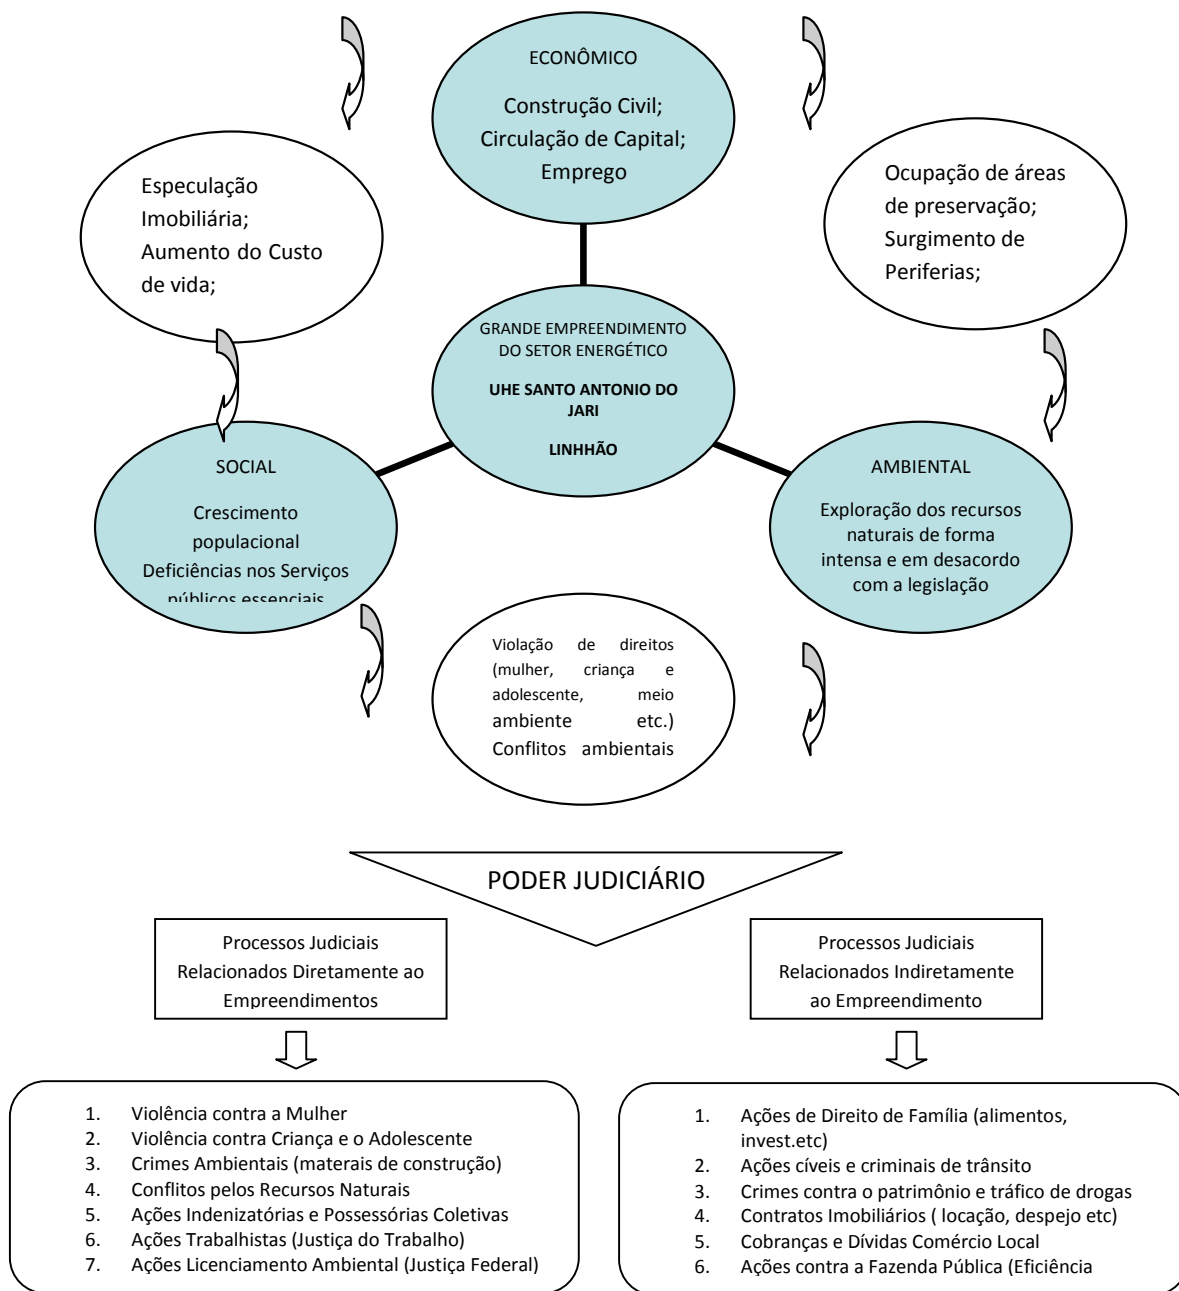 ECONÔMICO
Construção Civil;
Circulação de Capital;
Emprego
Especulação
Imobiliária;
Aumento do Custo
de vida;
Ocupação de áreas
de preservação;
Surgimento de
Periferias;
GRANDE EMPREENDIMENTO
DO SETOR ENERGÉTICO
UHE SANTO ANTONIO DO
JARI
LINHHÃO
SOCIAL
Crescimento
populacional
Deficiências nos Serviços
públicos essenciais
AMBIENTAL
Exploração dos recursos
naturais de forma
intensa e em desacordo
com a legislação
Violação de direitos
(mulher, criança e
adolescente, meio
ambiente etc.)
Conflitos ambientais
PODER JUDICIÁRIO
Processos Judiciais
Relacionados Diretamente ao
Empreendimentos
Processos Judiciais
Relacionados Indiretamente
ao Empreendimento
1. Violência contra a Mulher
2. Violência contra Criança e o Adolescente
3. Crimes Ambientais (materais de construção)
4. Conflitos pelos Recursos Naturais
5. Ações Indenizatórias e Possessórias Coletivas
6. Ações Trabalhistas (Justiça do Trabalho)
7. Ações Licenciamento Ambiental (Justiça Federal)
1. Ações de Direito de Família (alimentos,
invest.etc)
2. Ações cíveis e criminais de trânsito
3. Crimes contra o patrimônio e tráfico de drogas
4. Contratos Imobiliários ( locação, despejo etc)
5. Cobranças e Dívidas Comércio Local
6. Ações contra a Fazenda Pública (Eficiência